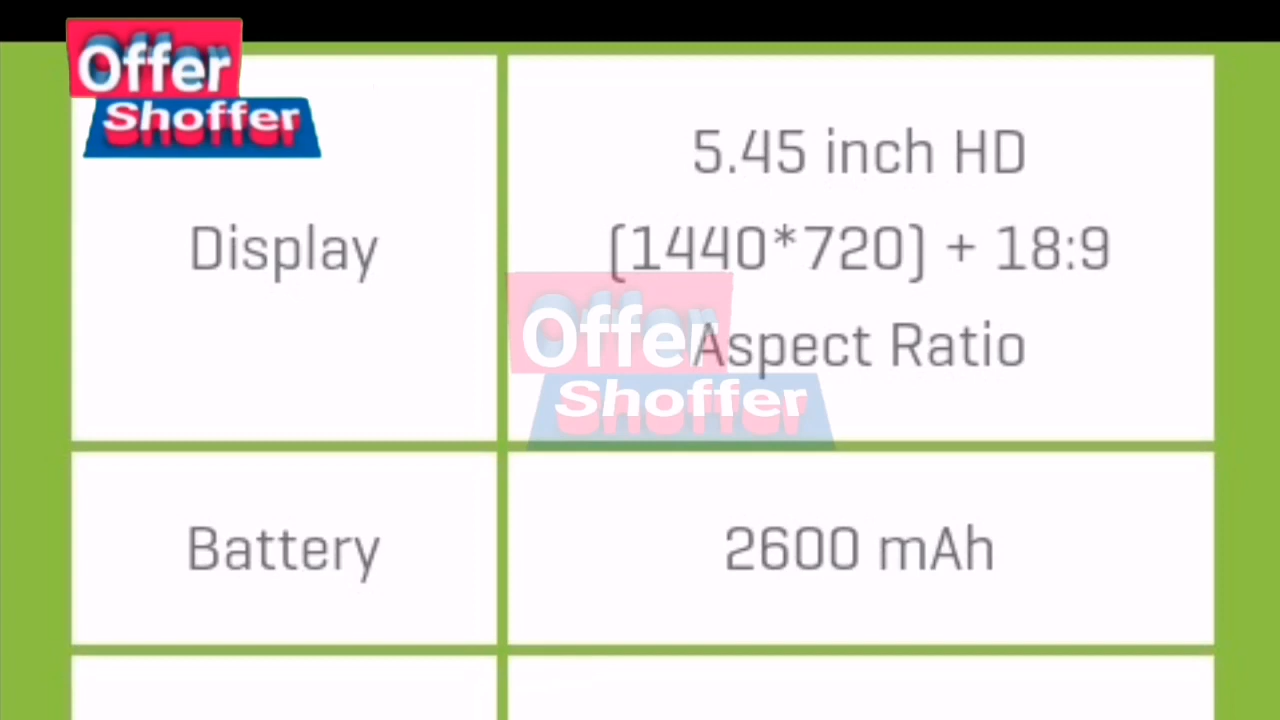 Offer
Shoffer
Display
5.45 inch HD
(1440*720) + 18:9
Aspect Ratio
Offer
Shoffer
Battery
2600 mAh